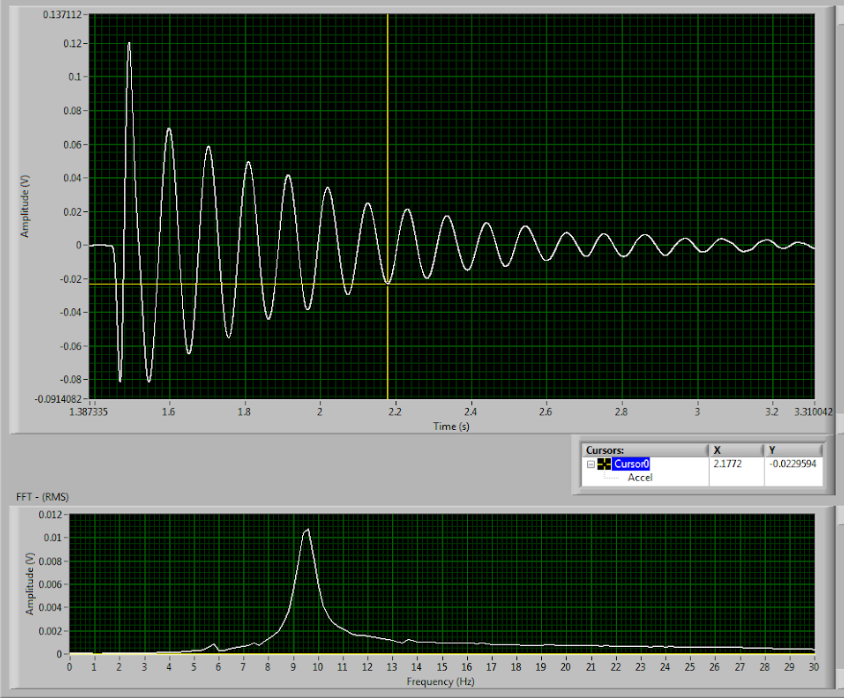 0.137112
0.12
0.1
0.08
0.06
0.04
0.02
0
-0.02
-0.04
-0.06
-0.08
-0.0914082
Amplitude (V)
1.387335 1.6 1.8 2 2.2 2.4 2.6 2.8 3 3.2 3.310042
Time (s)
Cursors: X Y
Cursor0 2.1772 -0.0229594
Accel
FFT - (RMS)
0.012
0.01
0.008
0.006
0.004
0.002
0
Amplitude (V)
0 1 2 3 4 5 6 7 8 9 10 11 12 13 14 15 16 17 18 19 20 21 22 23 24 25 26 27 28 29 30
Frequency (Hz)